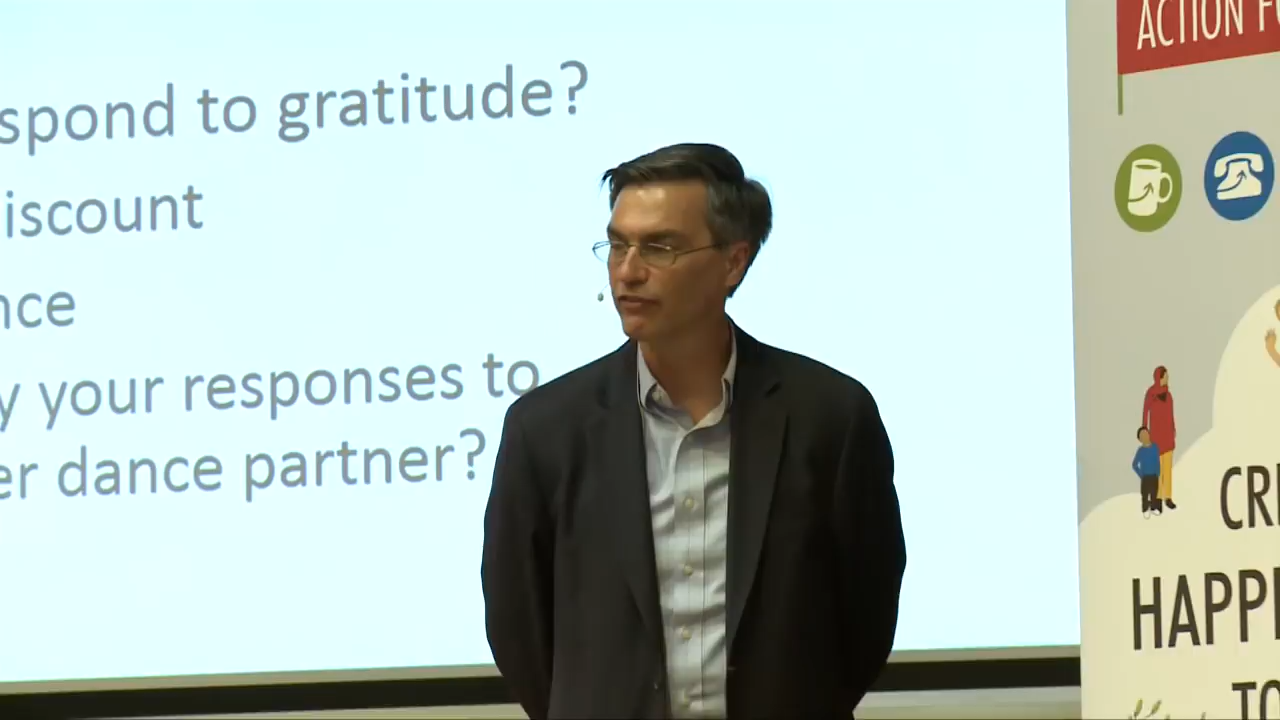 spond to gratitude?
iscount
nce
y your responses to
er dance partner?
ACTION F
CR
HAPP
TO